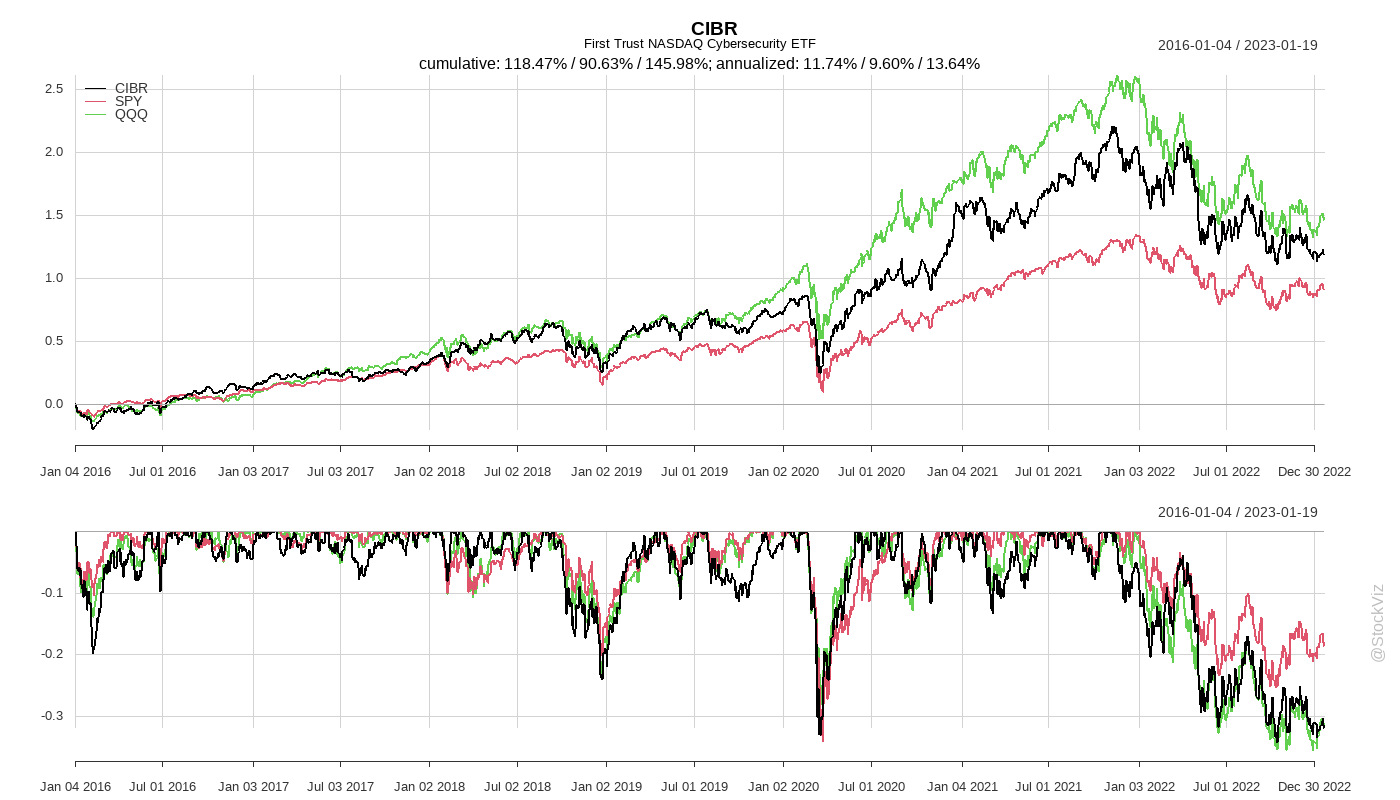 CIBR
First Trust NASDAQ Cybersecurity ETF
2016-01-04 / 2023-01-19
cumulative: 118.47% / 90.63% / 145.98%; annualized: 11.74% / 9.60% / 13.64%
CIBR
SPY
QQQ
2.5
2.0
1.5
1.0
0.5
0.0
Jan 04 2016 Jul 01 2016 Jan 03 2017 Jul 03 2017 Jan 02 2018 Jul 02 2018 Jan 02 2019 Jul 01 2019 Jan 02 2020 Jul 01 2020 Jan 04 2021 Jul 01 2021 Jan 03 2022 Jul 01 2022 Dec 30 2022
2016-01-04 / 2023-01-19
-0.1
-0.2
-0.3
Jan 04 2016 Jul 01 2016 Jan 03 2017 Jul 03 2017 Jan 02 2018 Jul 02 2018 Jan 02 2019 Jul 01 2019 Jan 02 2020 Jul 01 2020 Jan 04 2021 Jul 01 2021 Jan 03 2022 Jul 01 2022 Dec 30 2022
@StockViz